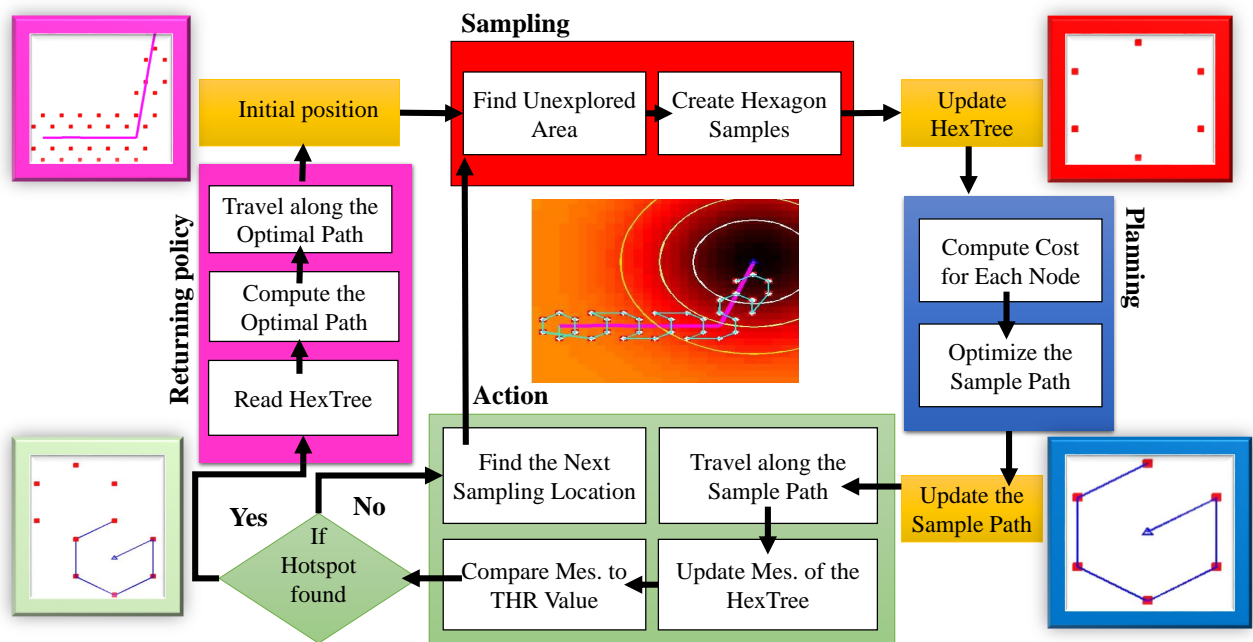 Sampling
Initial position
Find Unexplored
Area
Create Hexagon
Samples
Update
HexTree
Planning
Compute Cost
for Each Node
Optimize the
Sample Path
Update the
Sample Path
Action
Travel along the
Sample Path
Update Mes. of the
HexTree
Compare Mes. to
THR Value
Find the Next
Sampling Location
If
Hotspot
found
No
Yes
Returning policy
Read HexTree
Compute the
Optimal Path
Travel along the
Optimal Path